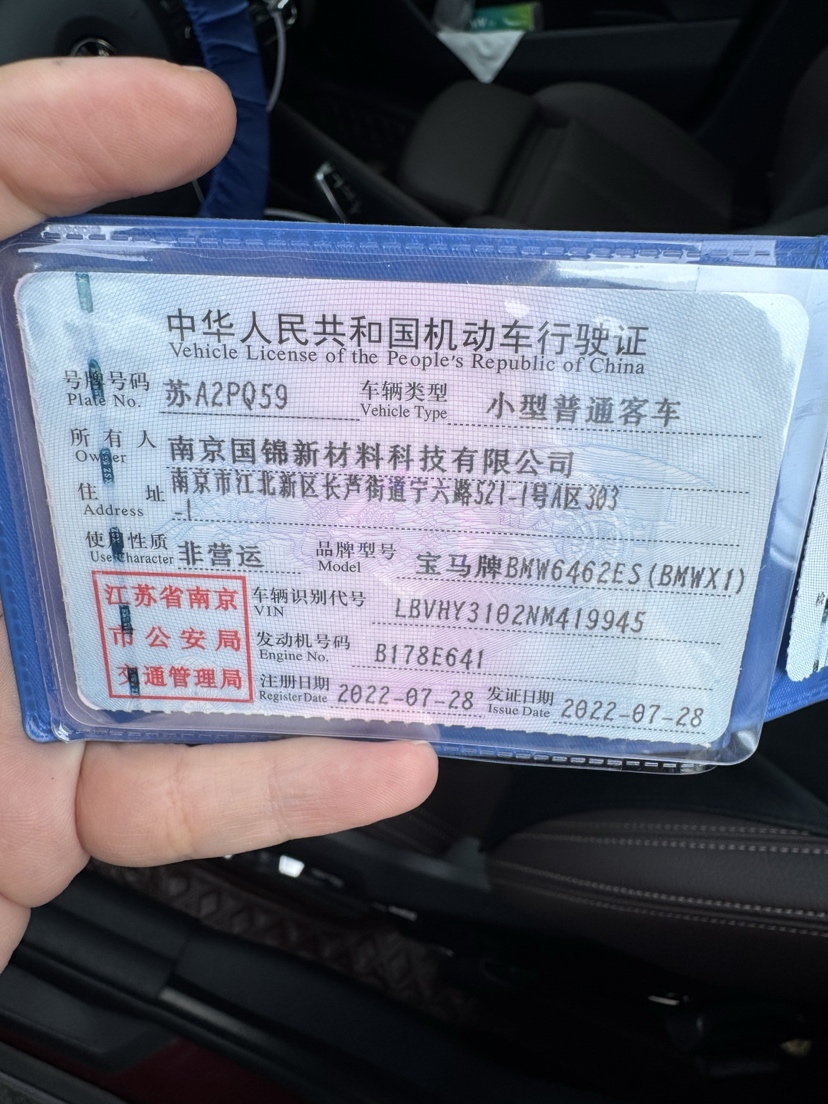 中华人民共和国机动车行驶证
Vehicle License of the People's Republic of China
号牌号码 苏A2PQ59 车辆类型 小型普通客车
Plate No. Vehicle Type
所有人 南京国锦新材料科技有限公司
Owner
住址 南京市江北新区长芦街道宁六路521-1号A区303
Address -1
使用性质 非营运 品牌型号 宝马牌BMW6462ES(BMWX1)
Use Character Model
江苏省南京
市公安局
交通管理局
车辆识别代号 LBVHY3102NM419945
VIN
发动机号码 B178E641
Engine No.
注册日期 2022-07-28 发证日期 2022-07-28
Register Date Issue Date